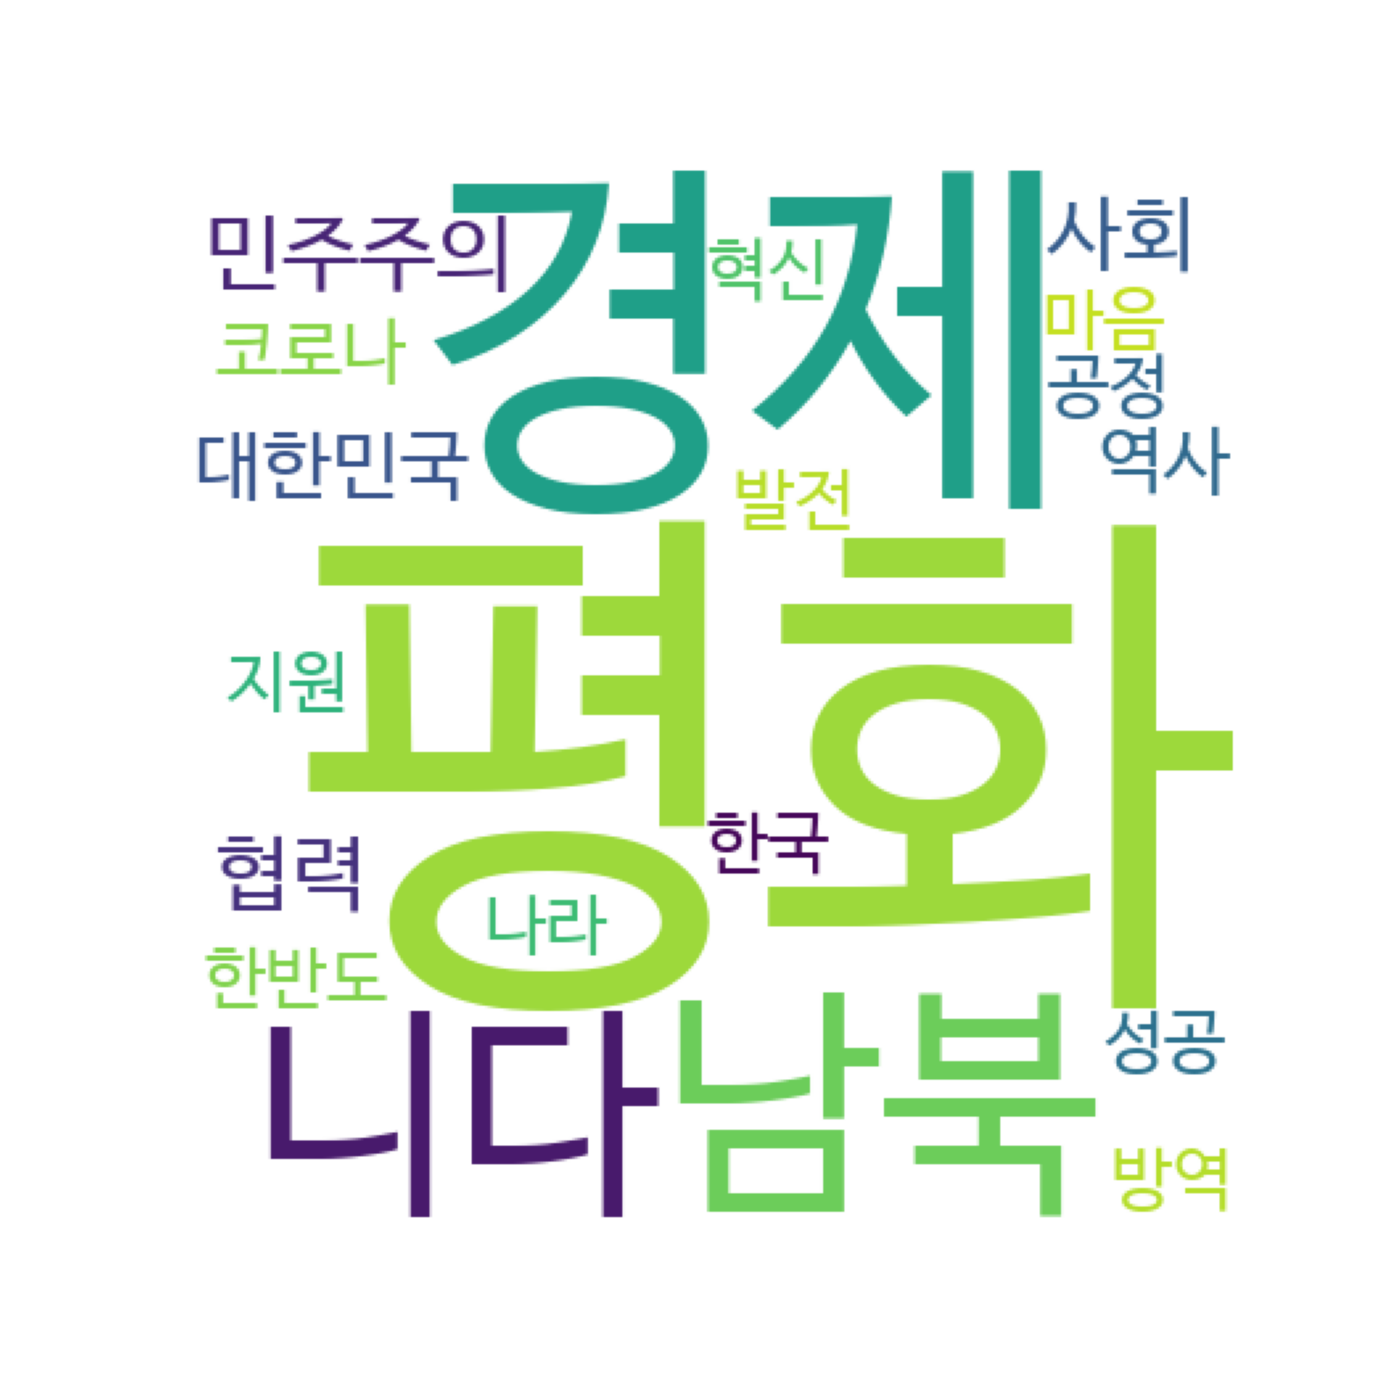 경제
민주주의
혁신
사회
코로나
마음
공정
대한민국
역사
발전
평화
지원
한국
협력
나라
한반도
니다
남북
성공
방역